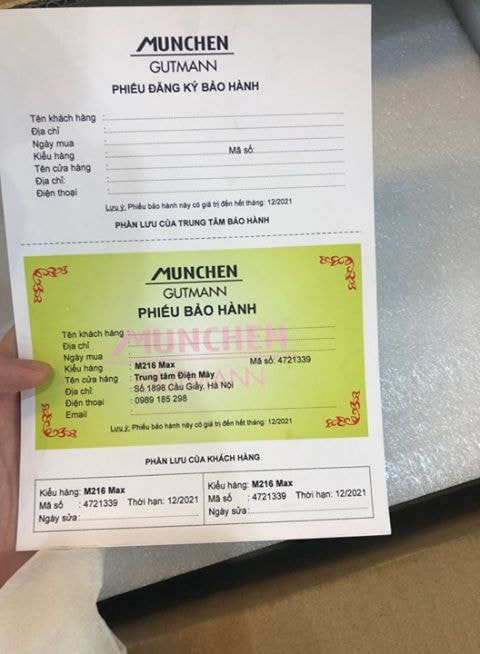 MUNCHEN
GUTMANN
PHIẾU ĐĂNG KÝ BẢO HÀNH
Tên khách hàng :
Địa chỉ :
Ngày mua :
Kiểu hàng : Mã số:
Tên cửa hàng :
Địa chỉ: :
Điện thoại :
Lưu ý: Phiếu bảo hành này có giá trị đến hết tháng: 12/2021
PHẦN LƯU CỦA TRUNG TÂM BẢO HÀNH
MUNCHEN
GUTMANN
PHIẾU BẢO HÀNH
MUNCHEN
GUTMANN
Tên khách hàng :
Địa chỉ :
Ngày mua :
Kiểu hàng : M216 Max Mã số: 4721339
Tên cửa hàng : Trung tâm Điện Máy
Địa chỉ: : Số 1898 Cầu Giấy, Hà Nội
Điện thoại : 0989 185 298
Email :
Lưu ý: Phiếu bảo hành này có giá trị đến hết tháng: 12/2021
PHẦN LƯU CỦA KHÁCH HÀNG
Kiểu hàng: M216 Max
Mã số : 4721339 Thời hạn: 12/2021
Ngày sửa:
Kiểu hàng: M216 Max
Mã số : 4721339 Thời hạn: 12/2021
Ngày sửa: